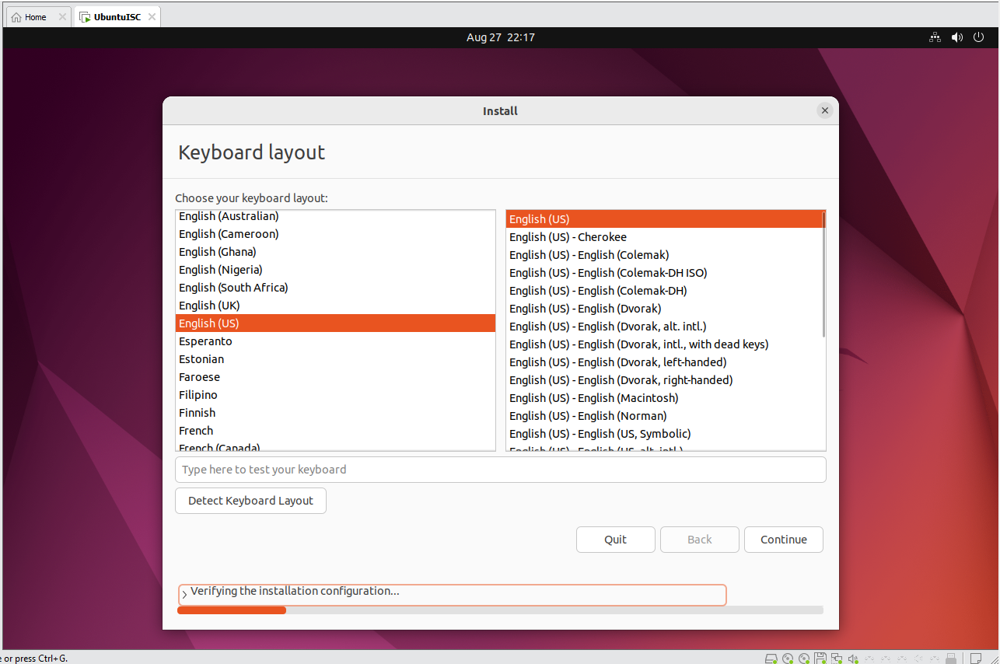 Home
UbuntuISC
Aug 27 22:17
Install
Keyboard layout
Choose your keyboard layout:
English (Australian)
English (Cameroon)
English (Ghana)
English (Nigeria)
English (South Africa)
English (UK)
English (US)
Esperanto
Estonian
Faroese
Filipino
Finnish
French
French (Canada)
English (US)
English (US) - Cherokee
English (US) - English (Colemak)
English (US) - English (Colemak-DH ISO)
English (US) - English (Colemak-DH)
English (US) - English (Dvorak)
English (US) - English (Dvorak, alt. intl.)
English (US) - English (Dvorak, intl., with dead keys)
English (US) - English (Dvorak, left-handed)
English (US) - English (Dvorak, right-handed)
English (US) - English (Macintosh)
English (US) - English (Norman)
English (US) - English (US, Symbolic)
English (US) - English (US, alt. intl.)
Type here to test your keyboard
Detect Keyboard Layout
Quit
Back
Continue
Verifying the installation configuration...
e or press Ctrl+G.